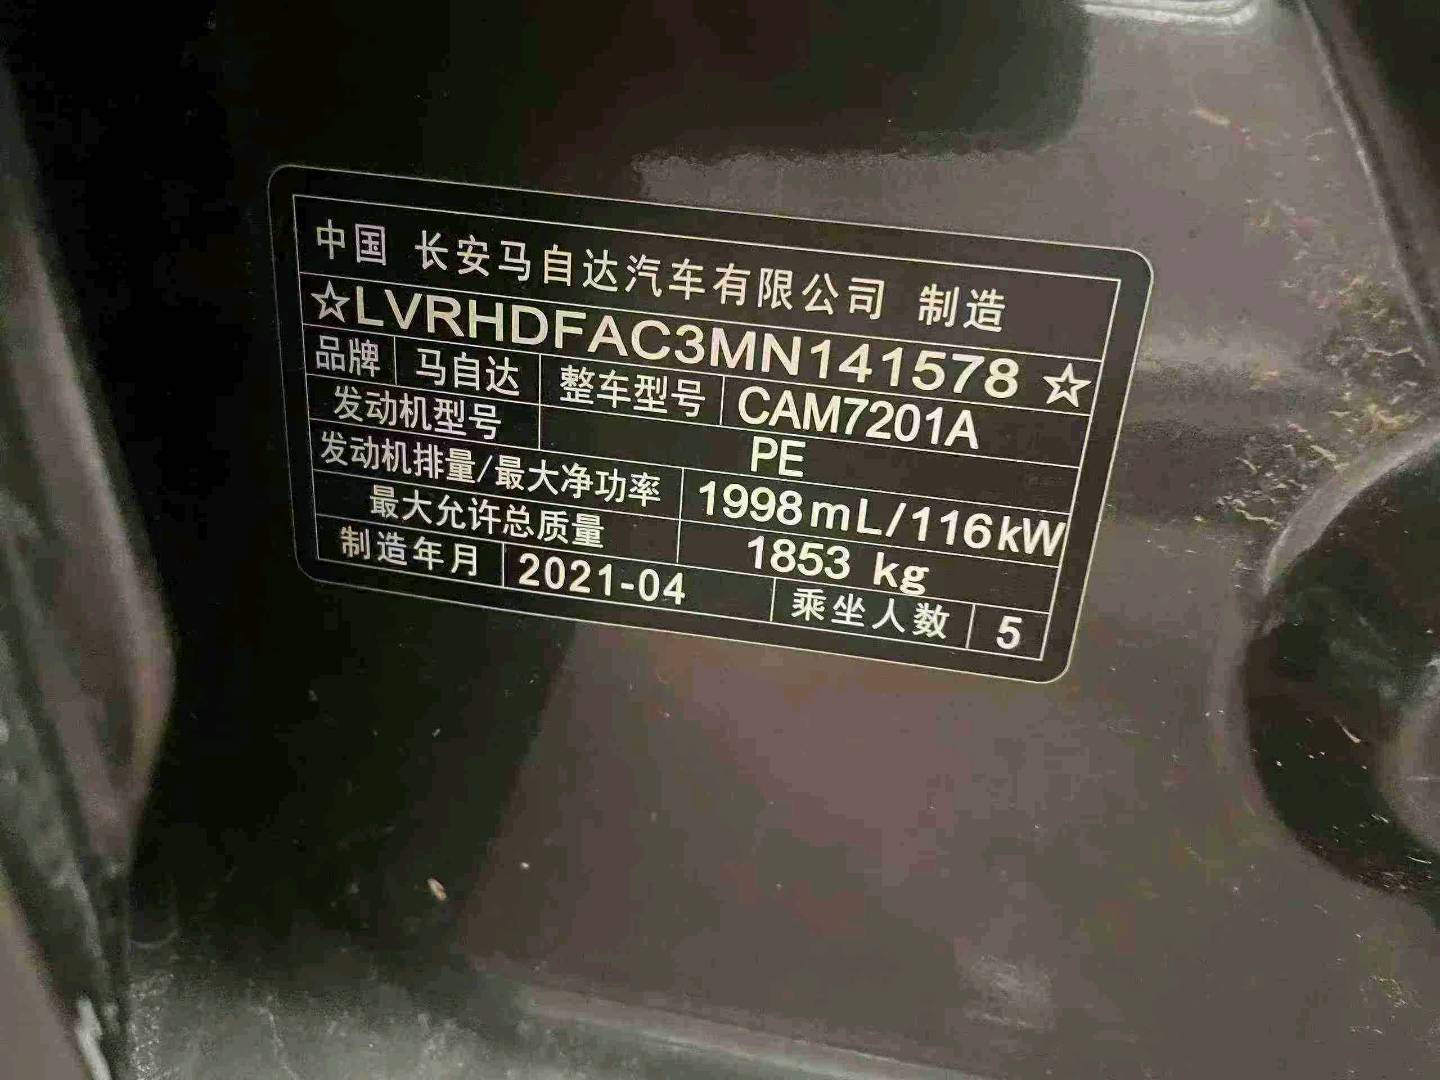 中国 长安马自达汽车有限公司 制造
☆LVRHDFAC3MN141578☆
品牌 马自达 整车型号 CAM7201A
发动机型号 PE
发动机排量/最大净功率 1998mL/116kW
最大允许总质量 1853 kg
制造年月 2021-04 乘坐人数 5